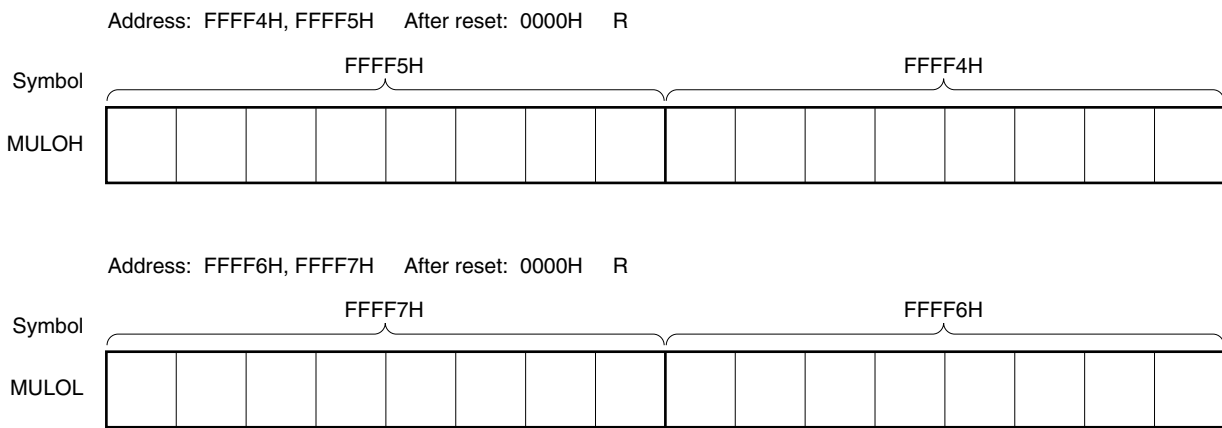 Address: FFFF4H, FFFF5H After reset: 0000H R
Symbol FFFF5H FFFF4H
MULOH
Address: FFFF6H, FFFF7H After reset: 0000H R
Symbol FFFF7H FFFF6H
MULOL